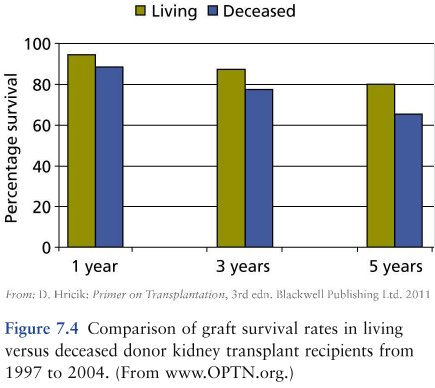 Living Deceased
100
80
60
40
20
0
Percentage survival
1 year 3 years 5 years
From: D. Hricik: Primer on Transplantation, 3rd edn. Blackwell Publishing Ltd. 2011
Figure 7.4 Comparison of graft survival rates in living
versus deceased donor kidney transplant recipients from
1997 to 2004. (From www.OPTN.org.)